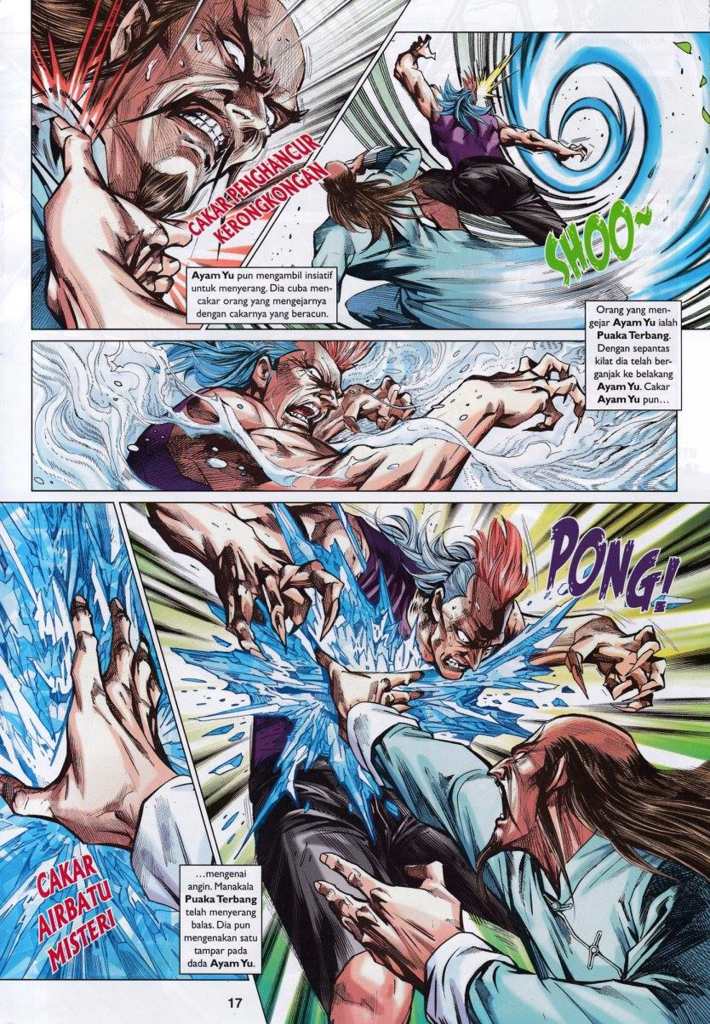 CAKAR PENGHANCUR
KERONGKONGAN
Ayam Yu pun mengambil insiatif
untuk menyerang. Dia cuba men-
cakar orang yang mengejarnya
dengan cakarnya yang beracun.
SHOO~
Orang yang men-
gejar Ayam Yu ialah
Puaka Terbang.
Dengan sepantas
kilat dia telah ber-
ganjak ke belakang
Ayam Yu. Cakar
Ayam Yu pun...
CAKAR
AIRBATU
MISTERI
...mengenai
angin. Manakala
Puaka Terbang
telah menyerang
balas. Dia pun
mengenakan satu
tampar pada
dada Ayam Yu.
PONG!
17